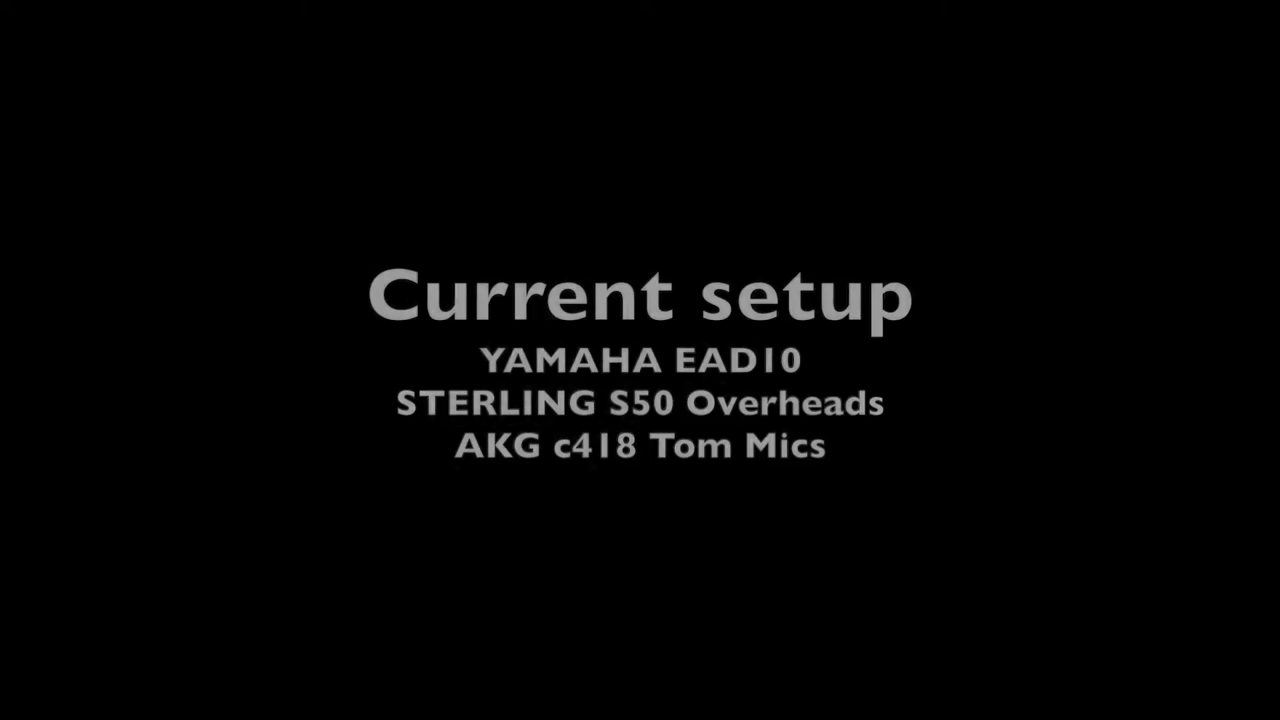 Current setup
YAMAHA EAD10
STERLING S50 Overheads
AKG c418 Tom Mics